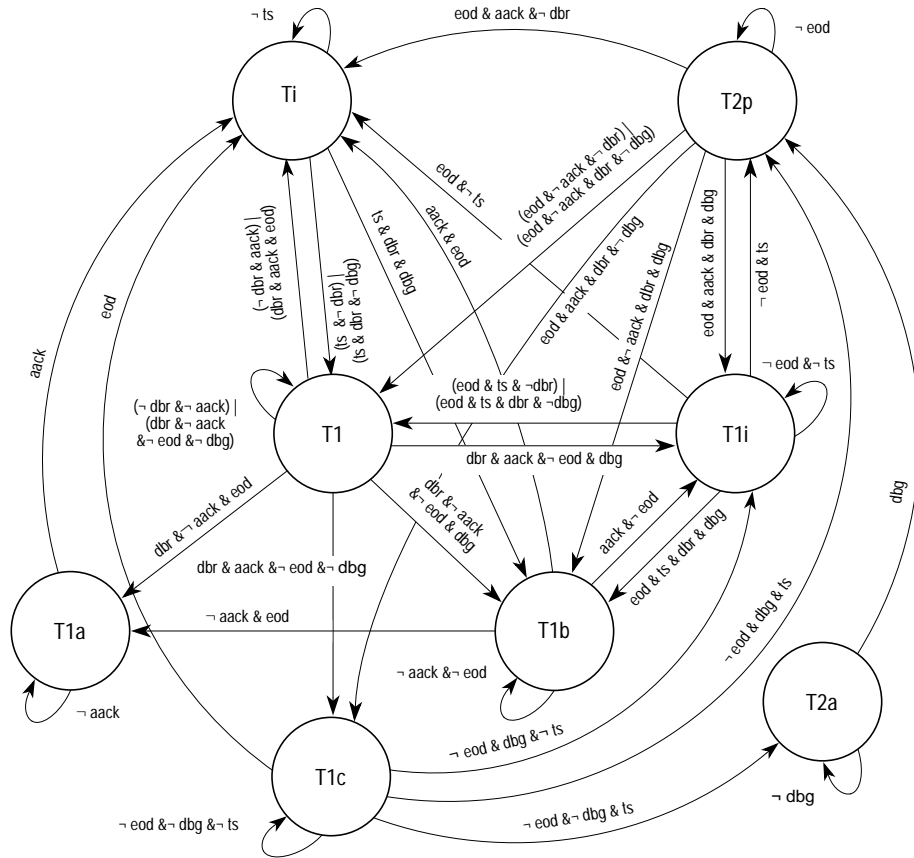 ¬ ts
eod & aack &¬ dbr
¬ eod
Ti
T2p
eod &¬ ts
(eod &¬ aack &¬ dbr) |
(eod &¬ aack & dbr &¬ dbg)
(¬ dbr & aack) |
(dbr & aack & eod)
(ts &¬ dbr) |
(ts & dbr &¬ dbg)
ts & dbr & dbg
aack & eod
eod & aack & dbr &¬ dbg
eod &¬ aack & dbr & dbg
eod & aack & dbr & dbg
¬ eod & ts
aack
eod
¬ eod &¬ ts
(¬ dbr &¬ aack) |
(dbr &¬ aack
&¬ eod &¬ dbg)
(eod & ts & ¬dbr) |
(eod & ts & dbr & ¬dbg)
T1
T1i
dbr & aack &¬ eod & dbg
dbr &¬ aack & eod
dbr &¬ aack
&¬ eod & dbg
aack &¬ eod
eod & ts & dbr & dbg
dbg
dbr & aack & ¬eod &¬ dbg
¬ aack & eod
T1a
T1b
¬ eod & dbg & ts
¬ aack &¬ eod
¬ aack
T2a
¬ eod & dbg &¬ ts
T1c
¬ dbg
¬ eod &¬ dbg & ts
¬ eod &¬ dbg &¬ ts